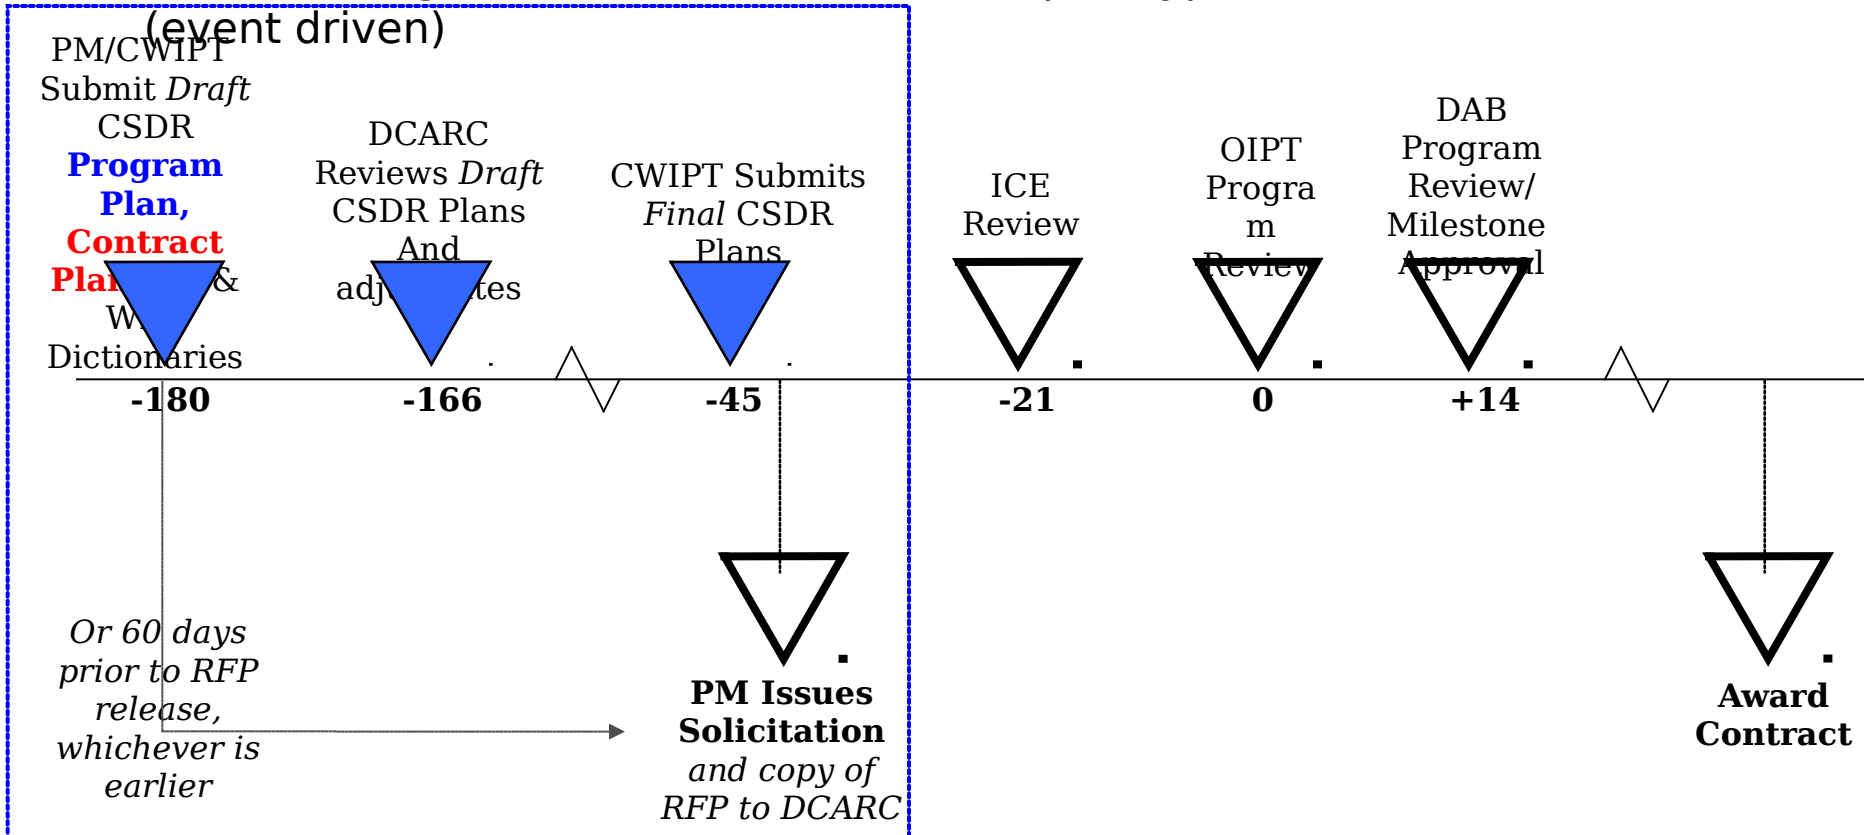 (event driven)
PM/CWIPT
Submit Draft
CSDR
Program
Plan,
Contract
&
Dictionaries
DCARC
Reviews Draft
CSDR Plans
And
CWIPT Submits
Final CSDR
Plans
ICE
Review
OIPT
Progra
m
Review
DAB
Program
Review/
Milestone
Approval
-180
-166
-45
-21
0
+14
Or 60 days
prior to RFP
release,
whichever is
earlier
PM Issues
Solicitation
and copy of
RFP to DCARC
Award
Contract